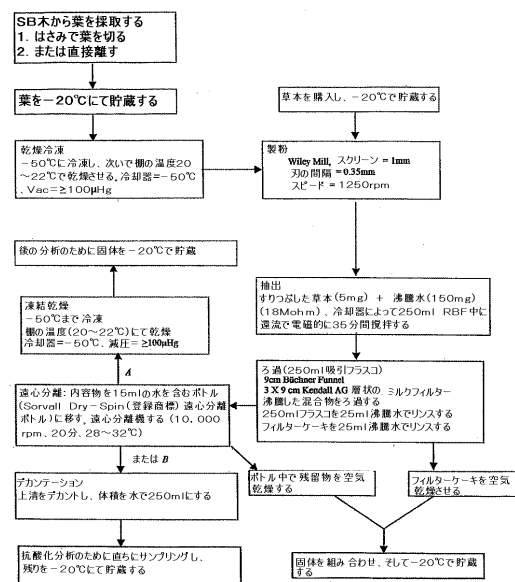 SB木から葉を採取する
1. はさみで葉を切る
2. または直接離す
葉を－20℃にて貯蔵する
草本を購入し、－20℃で貯蔵する
乾燥冷凍
－50℃に冷凍し、次いで棚の温度20
～22℃で乾燥させる。冷却器=－50℃
、Vac=≥100μHg
製粉
Wiley Mill, スクリーン = 1mm
刃の間隔 = 0.35mm
スピード = 1250rpm
後の分析のために固体を－20℃で貯蔵
凍結乾燥
－50℃まで冷凍
棚の温度(20～22℃)にて乾燥
冷却器=－50℃、減圧= ≥100μHg
抽出
すりつぶした草本(5mg) + 沸騰水(150mg)
(18Mohm)、冷却器によって250ml RBF中に
還流で電磁的に35分間撹拌する
A
ろ過(250ml吸引フラスコ)
9cm Büchner Funnel
3 X 9 cm Kendall AG 層状の ミルクフィルター
沸騰した混合物をろ過する
250mlフラスコを25ml沸騰水でリンスする
フィルターケーキを25ml沸騰水でリンスする
遠心分離: 内容物を15mlの水を含むボトル
(Sorvall Dry-Spin(登録商標) 遠心分離
ボトル)に移す。遠心分離機する(10,000
rpm、20分、28～32℃)
または B
デカンテーション
上清をデカントし、体積を水で250mlにする
ボトル中で残留物を空気
乾燥する
フィルターケーキを空気
乾燥させる
抗酸化分析のために直ちにサンプリングし、
残りを－20℃にて貯蔵する
固体を組み合わせ、そして－20℃で貯蔵
する